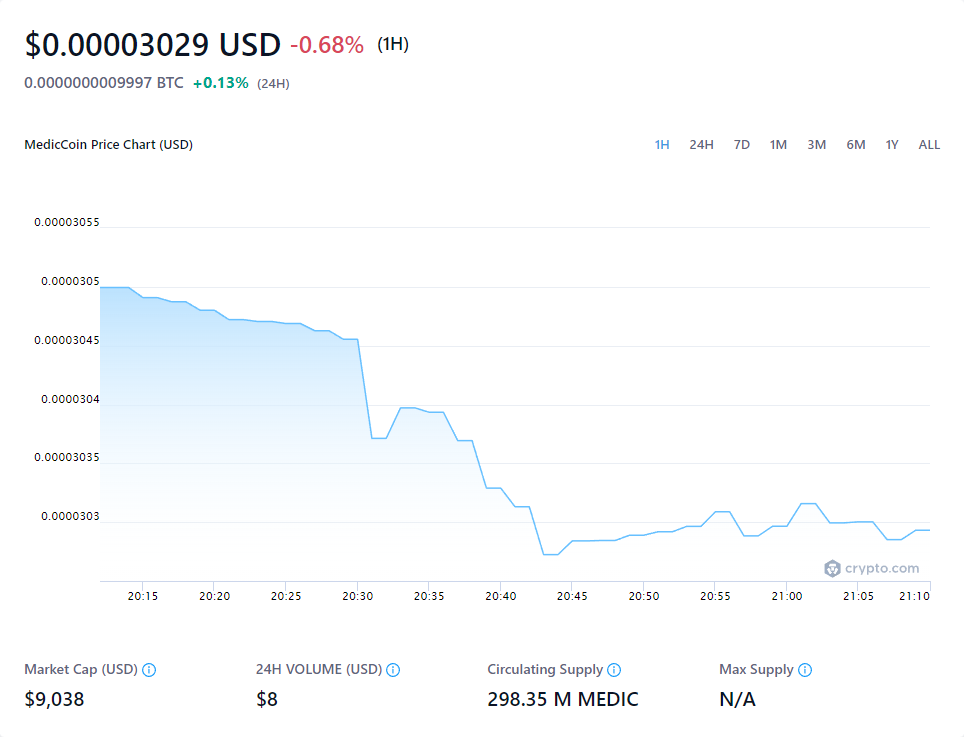 $0.00003029 USD -0.68% (1H)
0.0000000009997 BTC +0.13% (24H)
MedicCoin Price Chart (USD) 1H 24H 7D 1M 3M 6M 1Y ALL
0.00003055
0.0000305
0.00003045
0.0000304
0.00003035
0.0000303
crypto.com
20:15 20:20 20:25 20:30 20:35 20:40 20:45 20:50 20:55 21:00 21:05 21:10
Market Cap (USD) 24H VOLUME (USD) Circulating Supply Max Supply
$9,038 $8 298.35 M MEDIC N/A